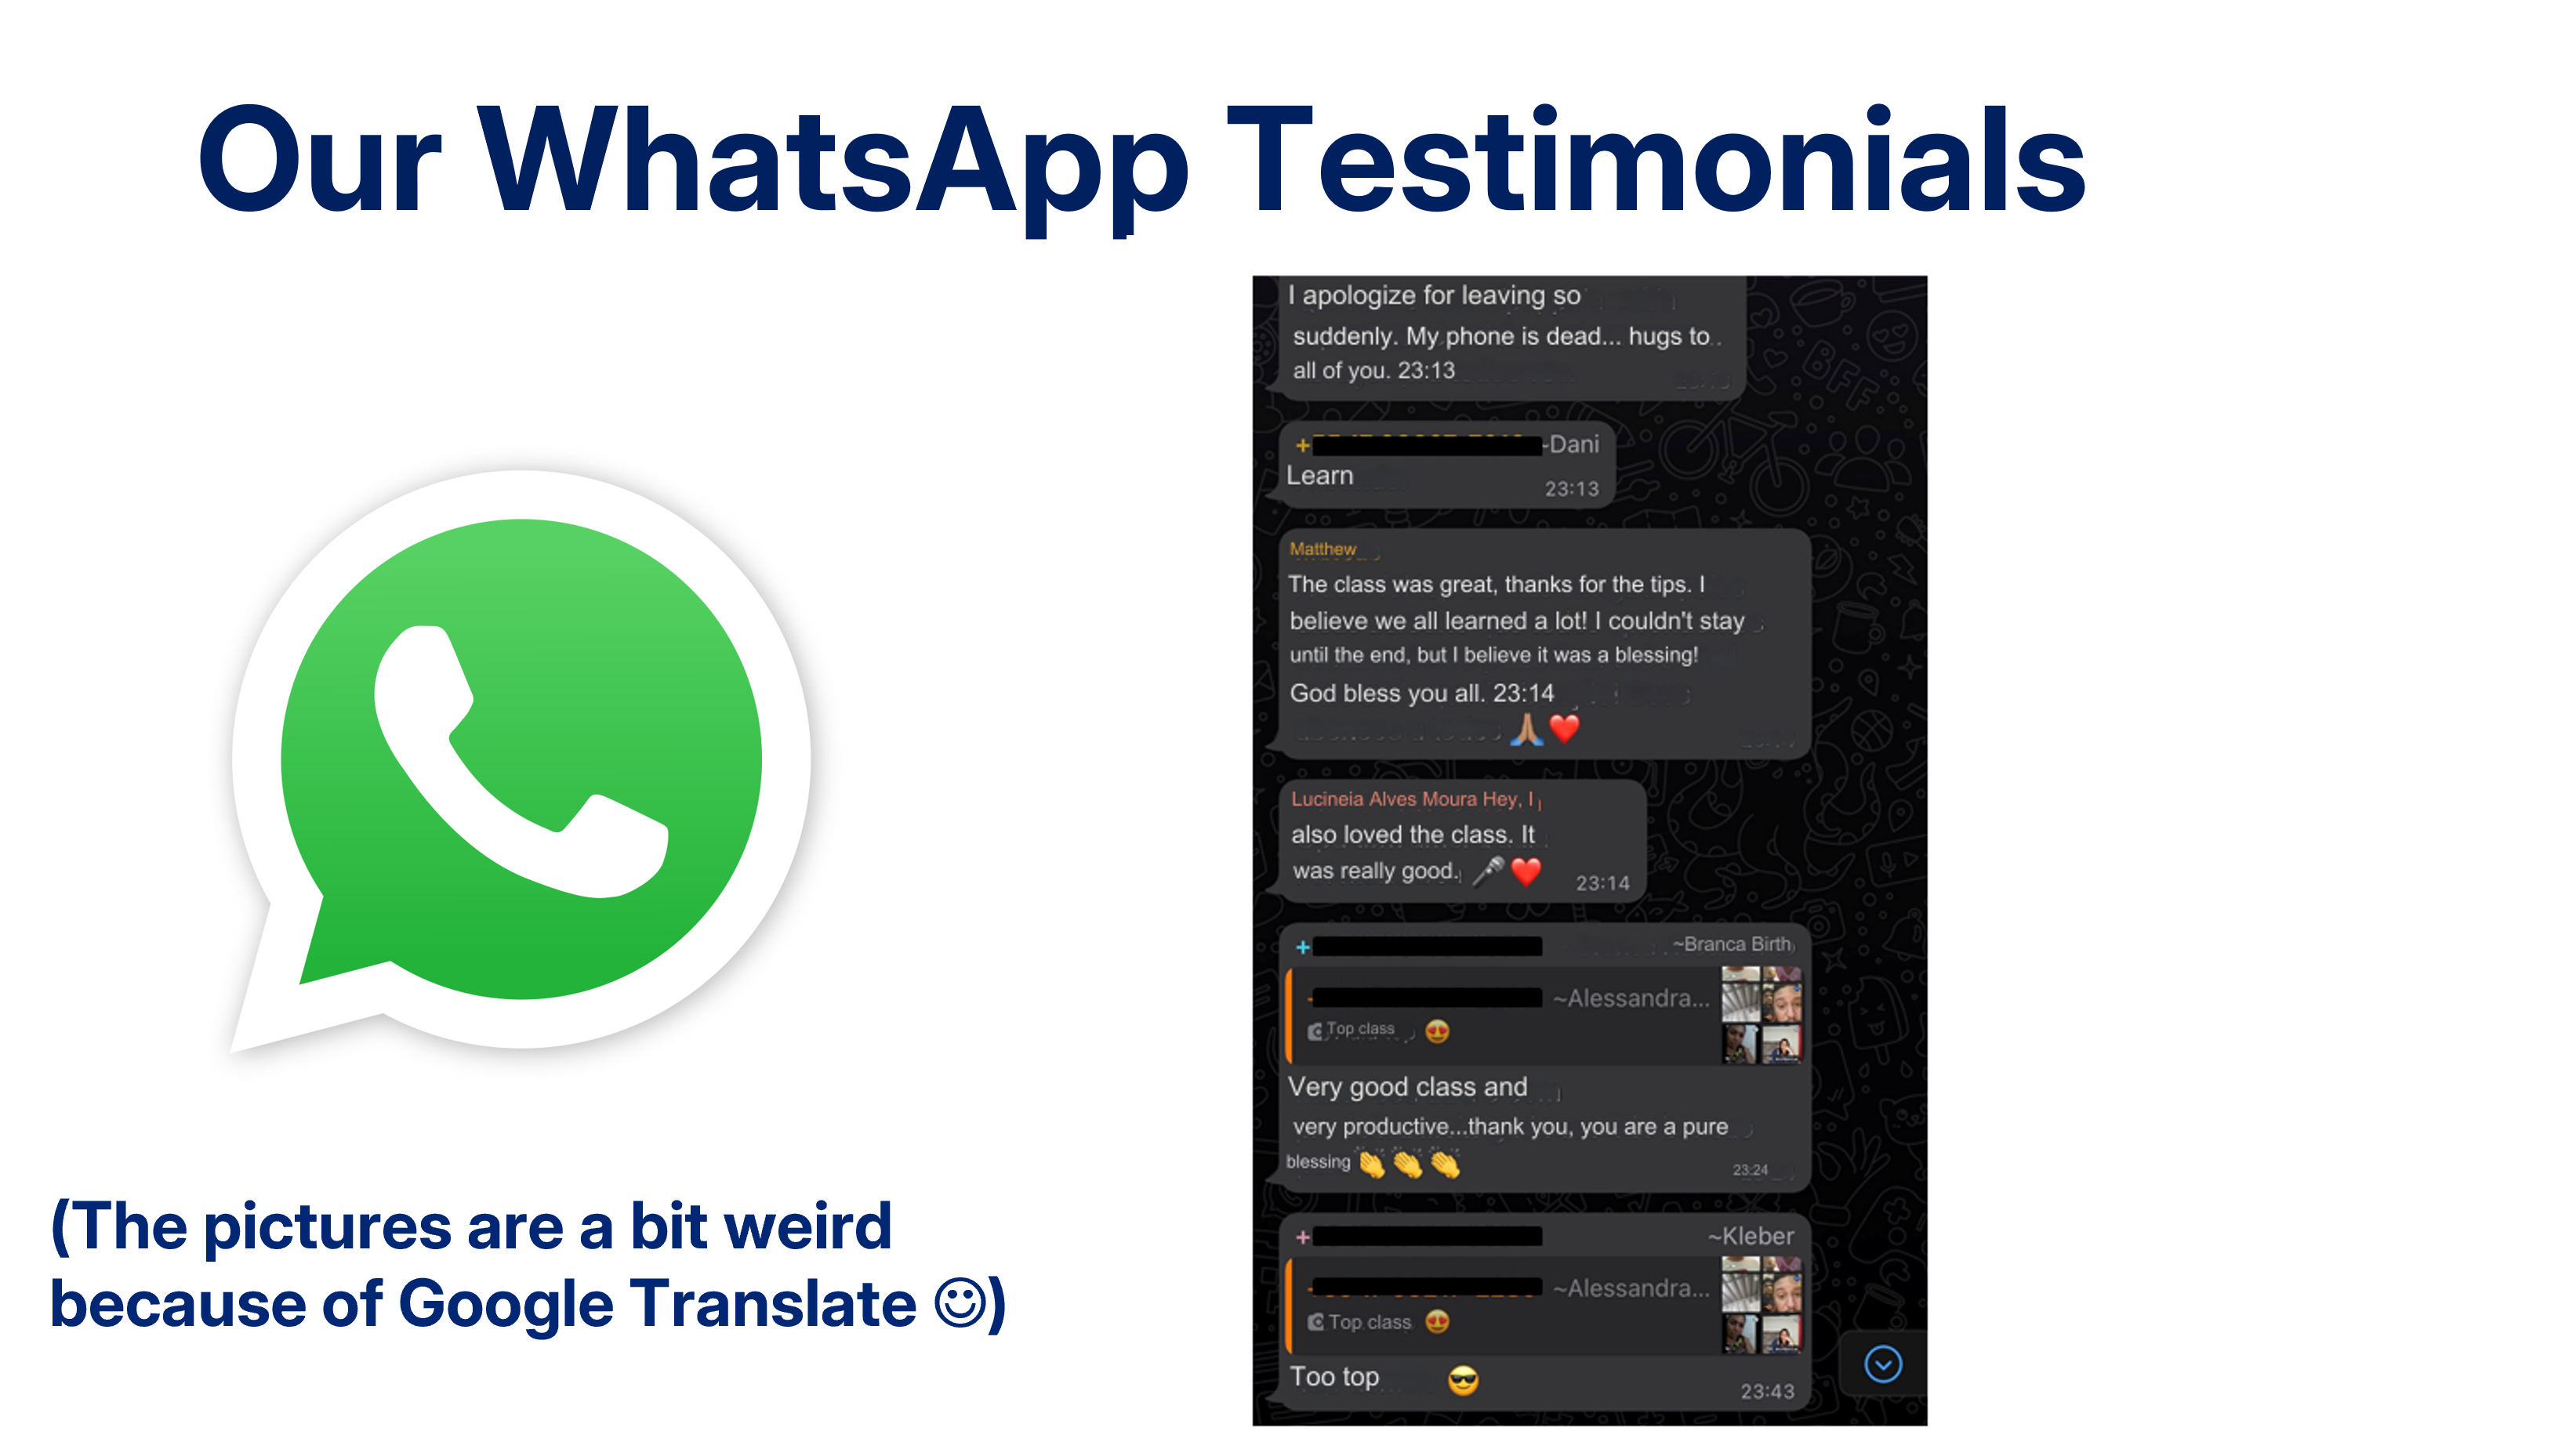 Our WhatsApp Testimonials
I apologize for leaving so
suddenly. My phone is dead... hugs to
all of you. 23:13
~Dani
Learn
23:13
Matthew
The class was great, thanks for the tips. I
believe we all learned a lot! I couldn't stay
until the end, but I believe it was a blessing!
God bless you all. 23:14
🙏🏽❤️
Lucineia Alves Moura Hey, I
also loved the class. It
was really good. 🎤❤️
23:14
+ ~Branca Birth
~Alessandra...
Top class 😍
Very good class and
very productive...thank you, you are a pure
blessing 👏👏👏
23:24
+ ~Kleber
~Alessandra...
Top class 😍
Too top 😎
23:43
(The pictures are a bit weird
because of Google Translate ☺)